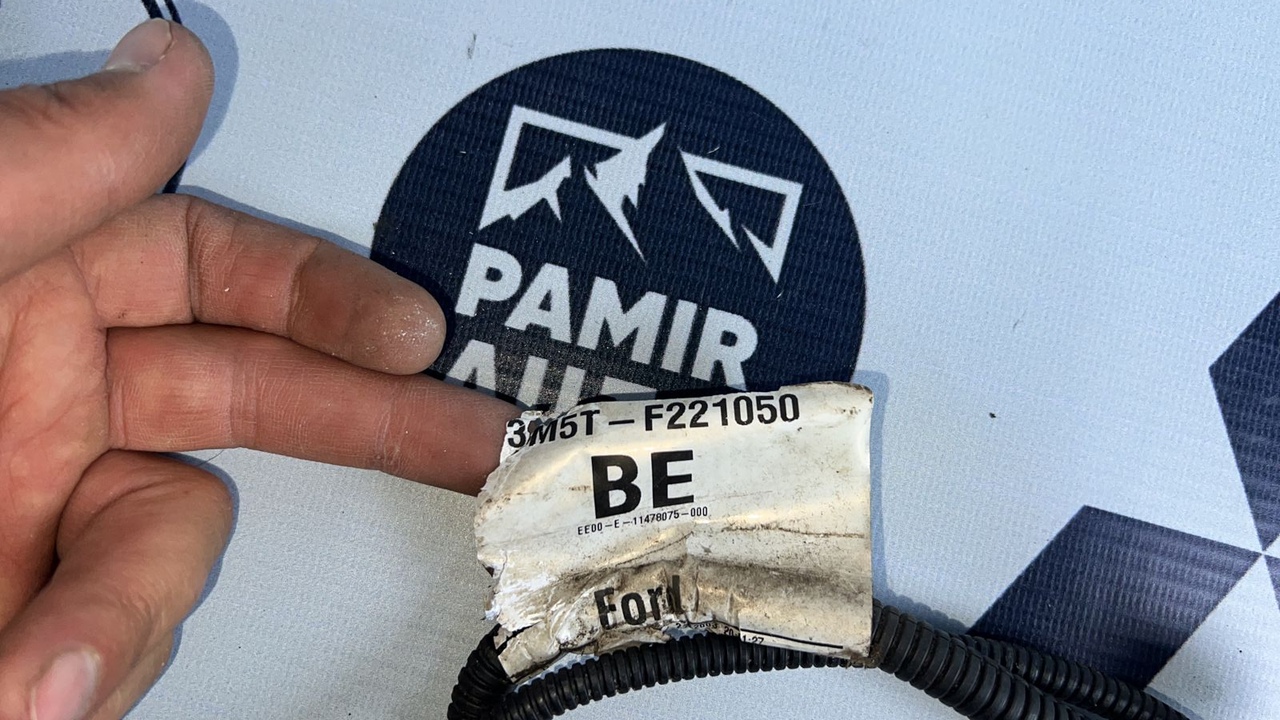 PAMIR
3M5T-F221050
BE
EE00-E-11478075-000
Ford